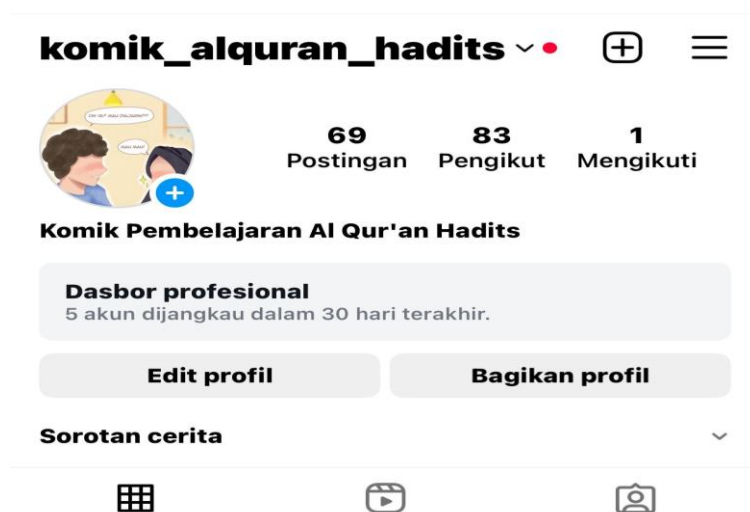 komik_alquran_hadits
69 83 1
Postingan Pengikut Mengikuti
Komik Pembelajaran Al Qur'an Hadits
Dasbor profesional
5 akun dijangkau dalam 30 hari terakhir.
Edit profil Bagikan profil
Sorotan cerita